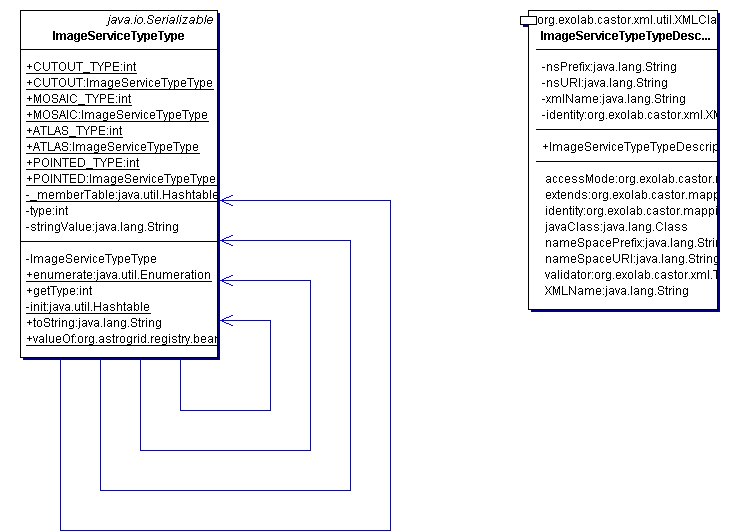 java.io.Serializable
ImageServiceTypeType
+CUTOUT_TYPE:int
+CUTOUT:ImageServiceTypeType
+MOSAIC_TYPE:int
+MOSAIC:ImageServiceTypeType
+ATLAS_TYPE:int
+ATLAS:ImageServiceTypeType
+POINTED_TYPE:int
+POINTED:ImageServiceTypeType
-_memberTable:java.util.Hashtable
-type:int
-stringValue:java.lang.String
-ImageServiceTypeType
+enumerate:java.util.Enumeration
+getType:int
-init:java.util.Hashtable
+toString:java.lang.String
+valueOf:org.astrogrid.registry.bear
org.exolab.castor.xml.util.XMLCla
ImageServiceTypeTypeDesc...
-nsPrefix:java.lang.String
-nsURI:java.lang.String
-xmlName:java.lang.String
-identity:org.exolab.castor.xml.XM
+ImageServiceTypeTypeDescrip
accessMode:org.exolab.castor.
extends:org.exolab.castor.mapp
identity:org.exolab.castor.mappi
javaClass:java.lang.Class
nameSpacePrefix:java.lang.Strin
nameSpaceURI:java.lang.String
validator:org.exolab.castor.xml.T
XMLName:java.lang.String